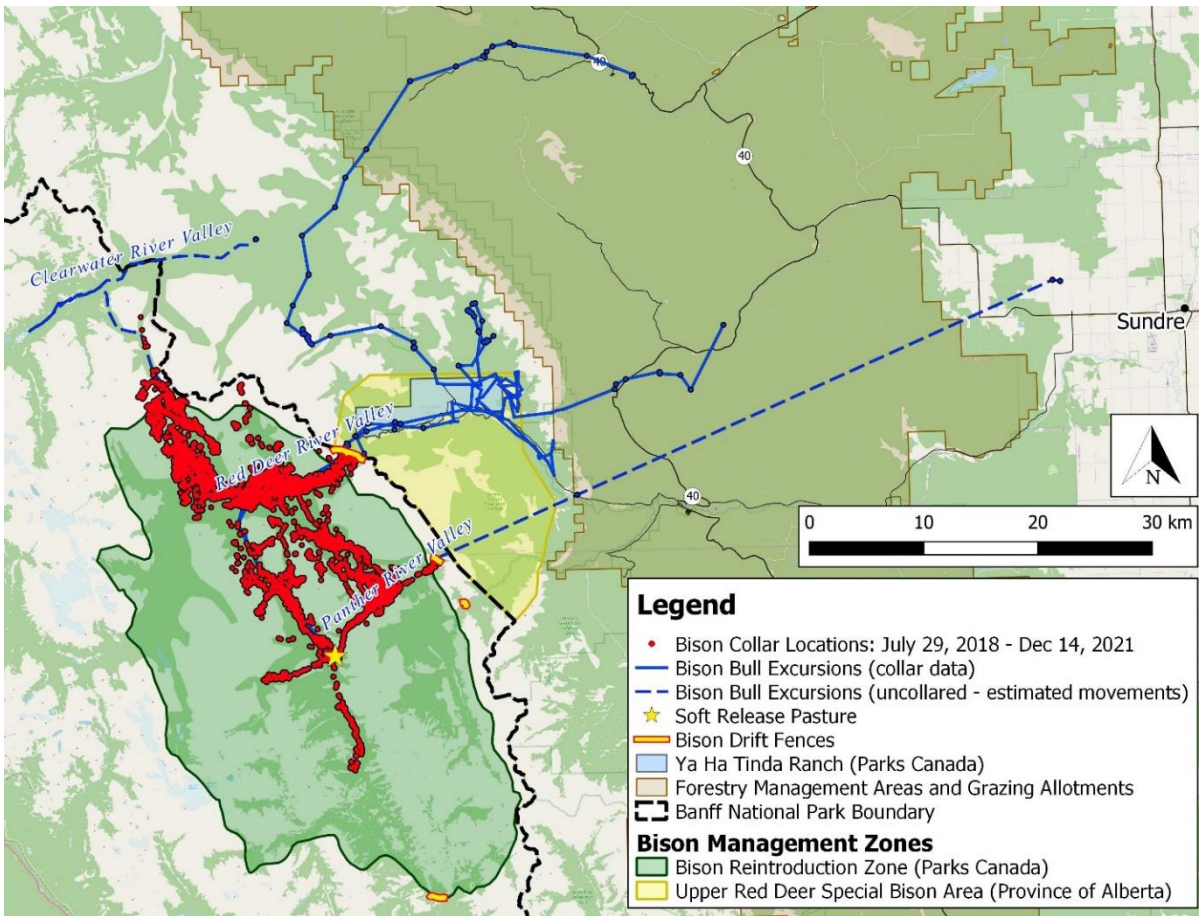 40
40
Clearwater River Valley
Sundre
Red Deer River Valley
N
40
0 10 20 30 km
Panther River Valley
Legend
Bison Collar Locations: July 29, 2018 - Dec 14, 2021
Bison Bull Excursions (collar data)
Bison Bull Excursions (uncollared - estimated movements)
Soft Release Pasture
Bison Drift Fences
Ya Ha Tinda Ranch (Parks Canada)
Forestry Management Areas and Grazing Allotments
Banff National Park Boundary
Bison Management Zones
Bison Reintroduction Zone (Parks Canada)
Upper Red Deer Special Bison Area (Province of Alberta)